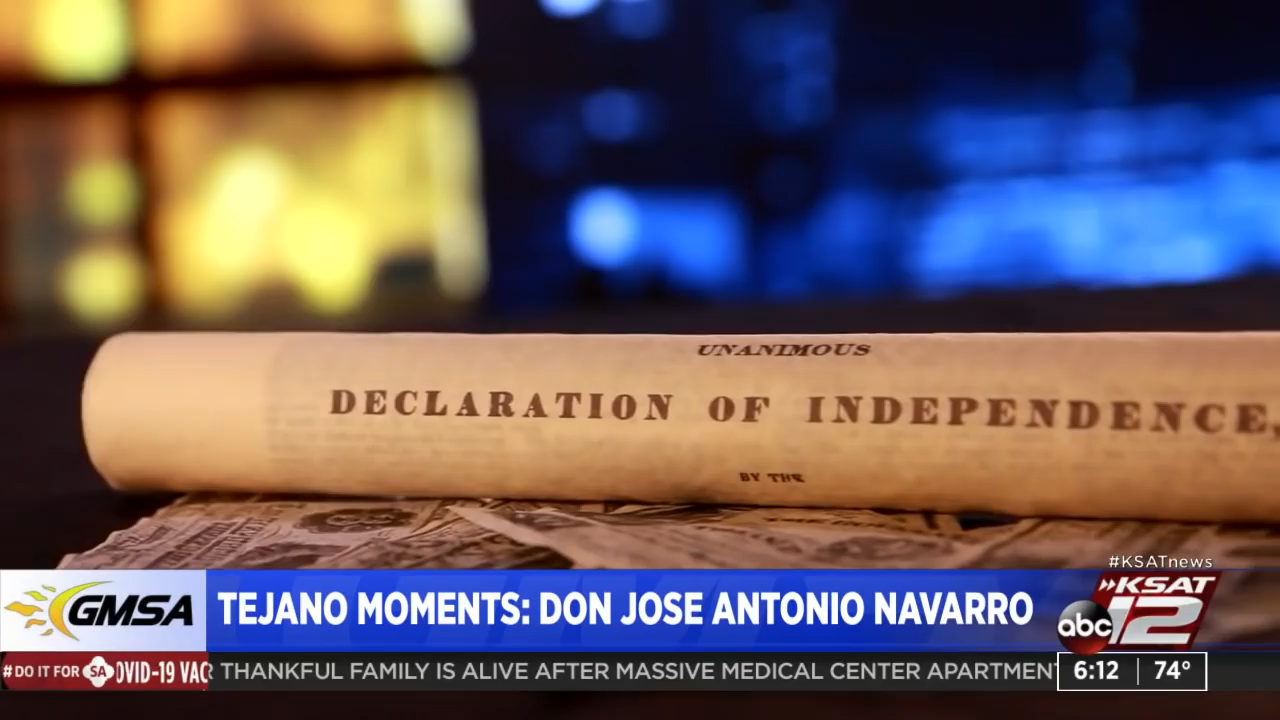 UNANIMOUS
DECLARATION OF INDEPENDENCE,
BY THE
#KSATnews
GMSA
TEJANO MOMENTS: DON JOSE ANTONIO NAVARRO
abc
KSAT
12
#DO IT FOR SA
OVID-19 VAC
THANKFUL FAMILY IS ALIVE AFTER MASSIVE MEDICAL CENTER APARTMENT
6:12
74°